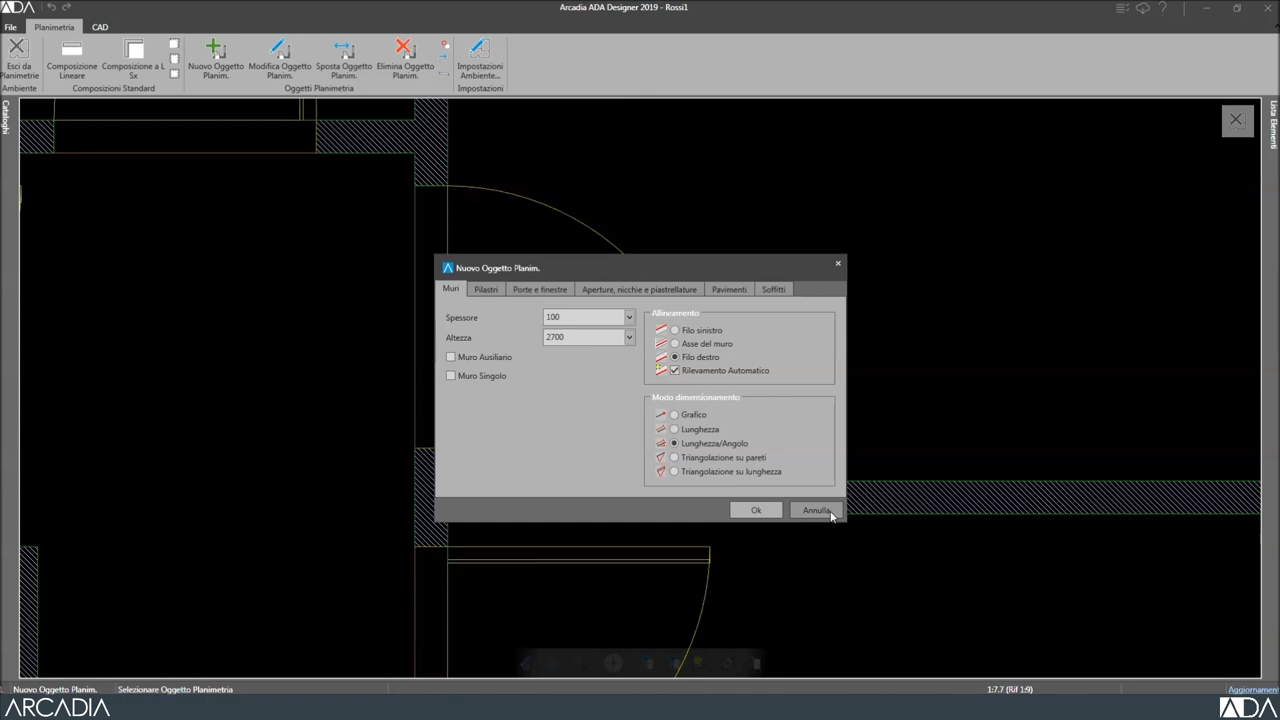 ADA
Arcadia ADA Designer 2019 - Rossi1
File
Planimetria
CAD
Esci da
Planimetrie
Composizione
Lineare
Composizione a L
Sx
Nuovo Oggetto
Planim.
Modifica Oggetto
Planim.
Sposta Oggetto
Planim.
Elimina Oggetto
Planim.
Impostazioni
Ambiente...
Ambiente
Composizioni Standard
Oggetti Planimetria
Impostazioni
Cataloghi
Lista Elementi
Nuovo Oggetto Planim.
Muri
Pilastri
Porte e finestre
Aperture, nicchie e piastrellature
Pavimenti
Soffitti
Spessore
100
Altezza
2700
Muro Ausiliario
Muro Singolo
Allineamento
Filo sinistro
Asse del muro
Filo destro
Rilevamento Automatico
Modo dimensionamento
Grafico
Lunghezza
Lunghezza/Angolo
Triangolazione su pareti
Triangolazione su lunghezza
Ok
Annulla
Nuovo Oggetto Planim.
Selezionare Oggetto Planimetria
1:7.7 (Rif 1:9)
Aggiornamen
ARCADIA
ADA